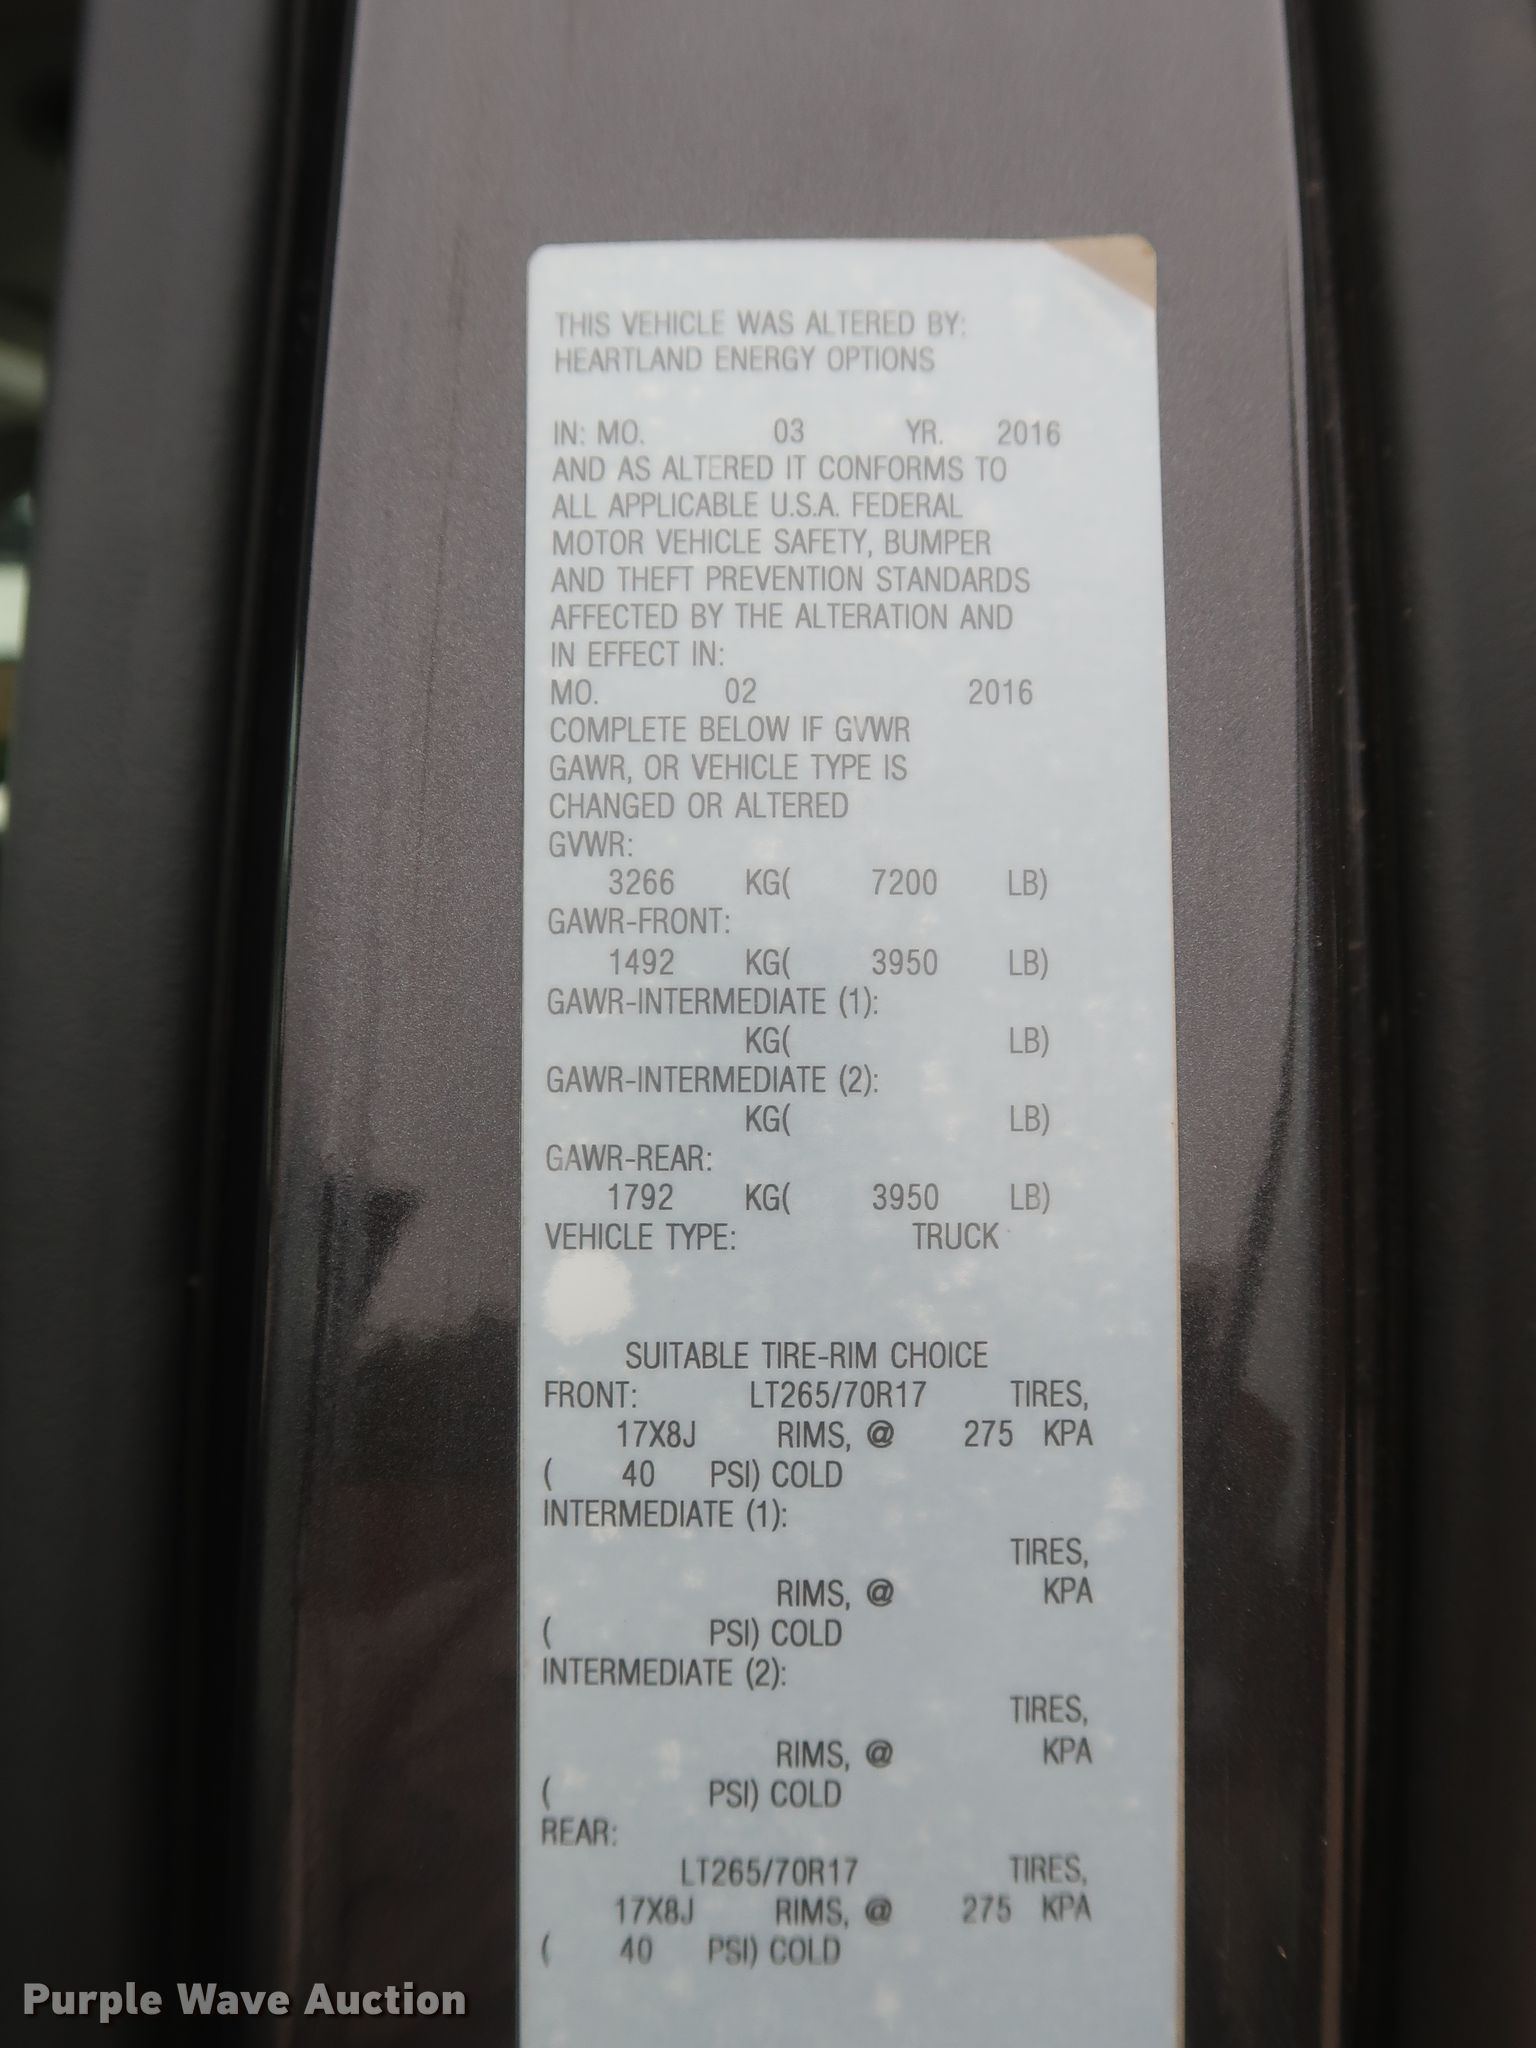 THIS VEHICLE WAS ALTERED BY:
HEARTLAND ENERGY OPTIONS
IN: MO. 03 YR. 2016
AND AS ALTERED IT CONFORMS TO
ALL APPLICABLE U.S.A. FEDERAL
MOTOR VEHICLE SAFETY, BUMPER
AND THEFT PREVENTION STANDARDS
AFFECTED BY THE ALTERATION AND
IN EFFECT IN:
MO. 02 2016
COMPLETE BELOW IF GVWR
GAWR, OR VEHICLE TYPE IS
CHANGED OR ALTERED
GVWR:
3266 KG( 7200 LB)
GAWR-FRONT:
1492 KG( 3950 LB)
GAWR-INTERMEDIATE (1):
KG( LB)
GAWR-INTERMEDIATE (2):
KG( LB)
GAWR-REAR:
1792 KG( 3950 LB)
VEHICLE TYPE: TRUCK
SUITABLE TIRE-RIM CHOICE
FRONT: LT265/70R17 TIRES,
17X8J RIMS, @ 275 KPA
( 40 PSI) COLD
INTERMEDIATE (1):
TIRES,
RIMS, @ KPA
( PSI) COLD
INTERMEDIATE (2):
TIRES,
RIMS, @ KPA
( PSI) COLD
REAR:
LT265/70R17 TIRES,
17X8J RIMS, @ 275 KPA
( 40 PSI) COLD
Purple Wave Auction